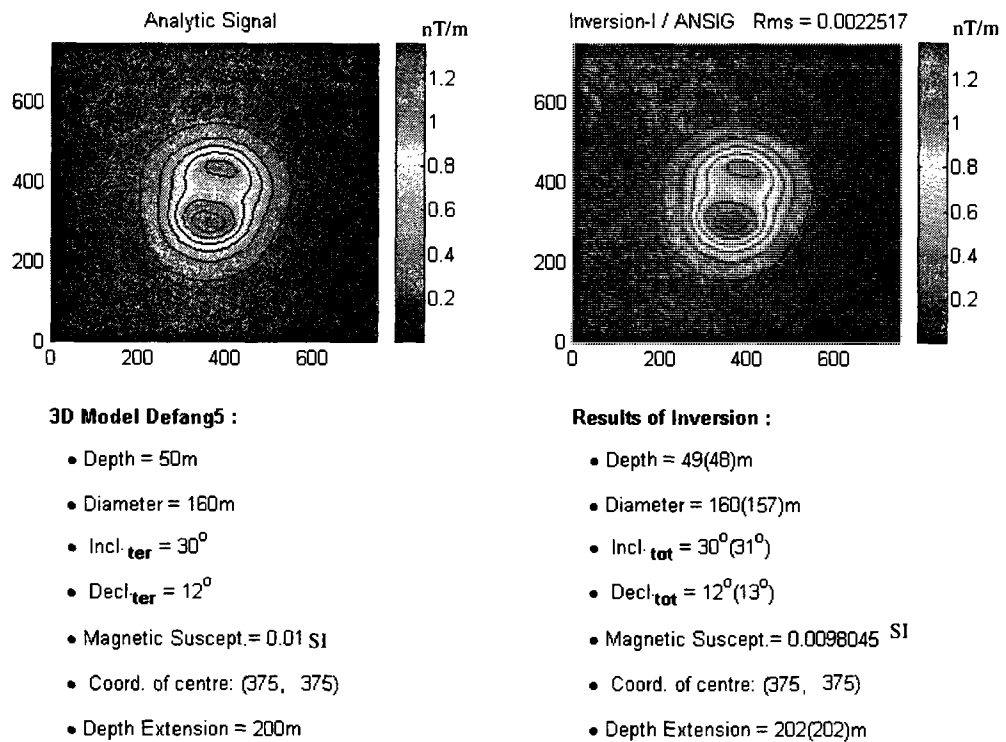 Analytic Signal
nT/m
600
400
200
0
0 200 400 600
1.2
1
0.8
0.6
0.4
0.2
Inversion-I / ANSIG Rms = 0.0022517
nT/m
600
400
200
0
0 200 400 600
1.2
1
0.8
0.6
0.4
0.2
3D Model Defang5 :
• Depth = 50m
• Diameter = 160m
• Incl.ter = 30°
• Decl.ter = 12°
• Magnetic Suscept.= 0.01 SI
• Coord. of centre: (375, 375)
• Depth Extension = 200m
Results of Inversion :
• Depth = 49(48)m
• Diameter = 160(157)m
• Incl.tot = 30°(31°)
• Decl.tot = 12°(13°)
• Magnetic Suscept.= 0.0098045 SI
• Coord. of centre: (375, 375)
• Depth Extension = 202(202)m